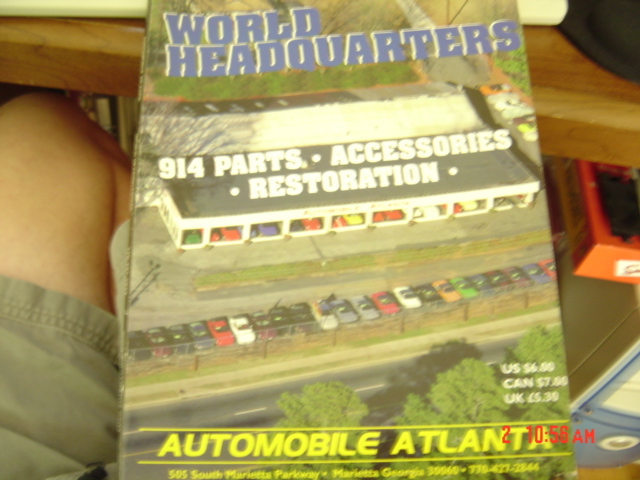 WORLD
HEADQUARTERS
914 PARTS • ACCESSORIES
• RESTORATION •
US $6.00
CAN $7.00
UK £5.30
AUTOMOBILE ATLANTA
2 10:56 AM
505 South Marietta Parkway • Marietta Georgia 30060 • 770-427-2844